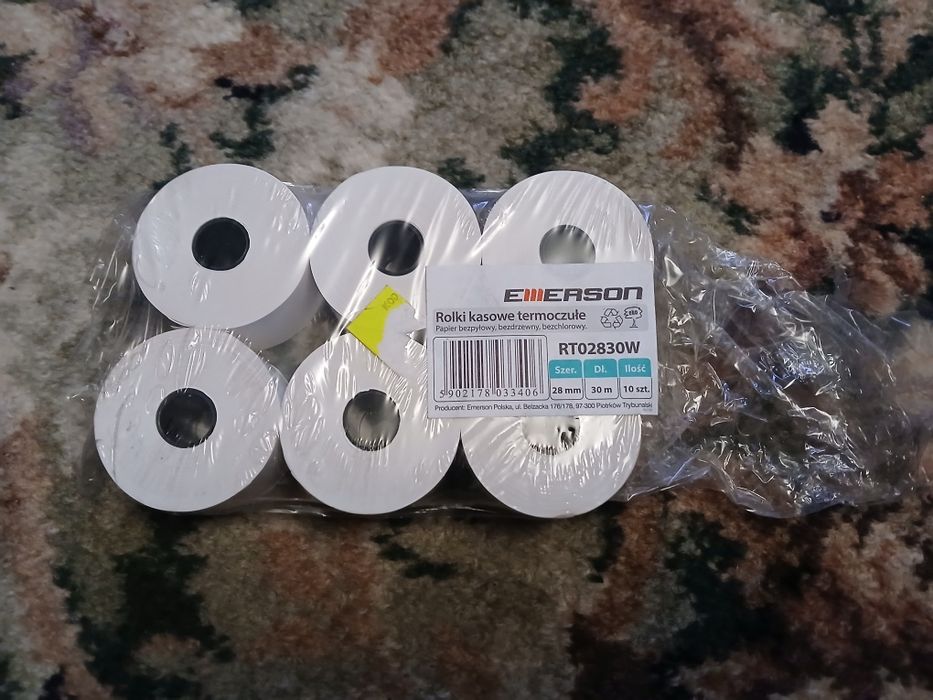 EMERSON
Rolki kasowe termoczułe
Papier bezpyłowy, bezdrzewny, bezchlorowy.
RT02830W
Szer. Dł. Ilość
28 mm 30 m 10 szt.
5 902178 033406
Producent: Emerson Polska, ul. Belzacka 176/178, 97-300 Piotrków Trybunalski